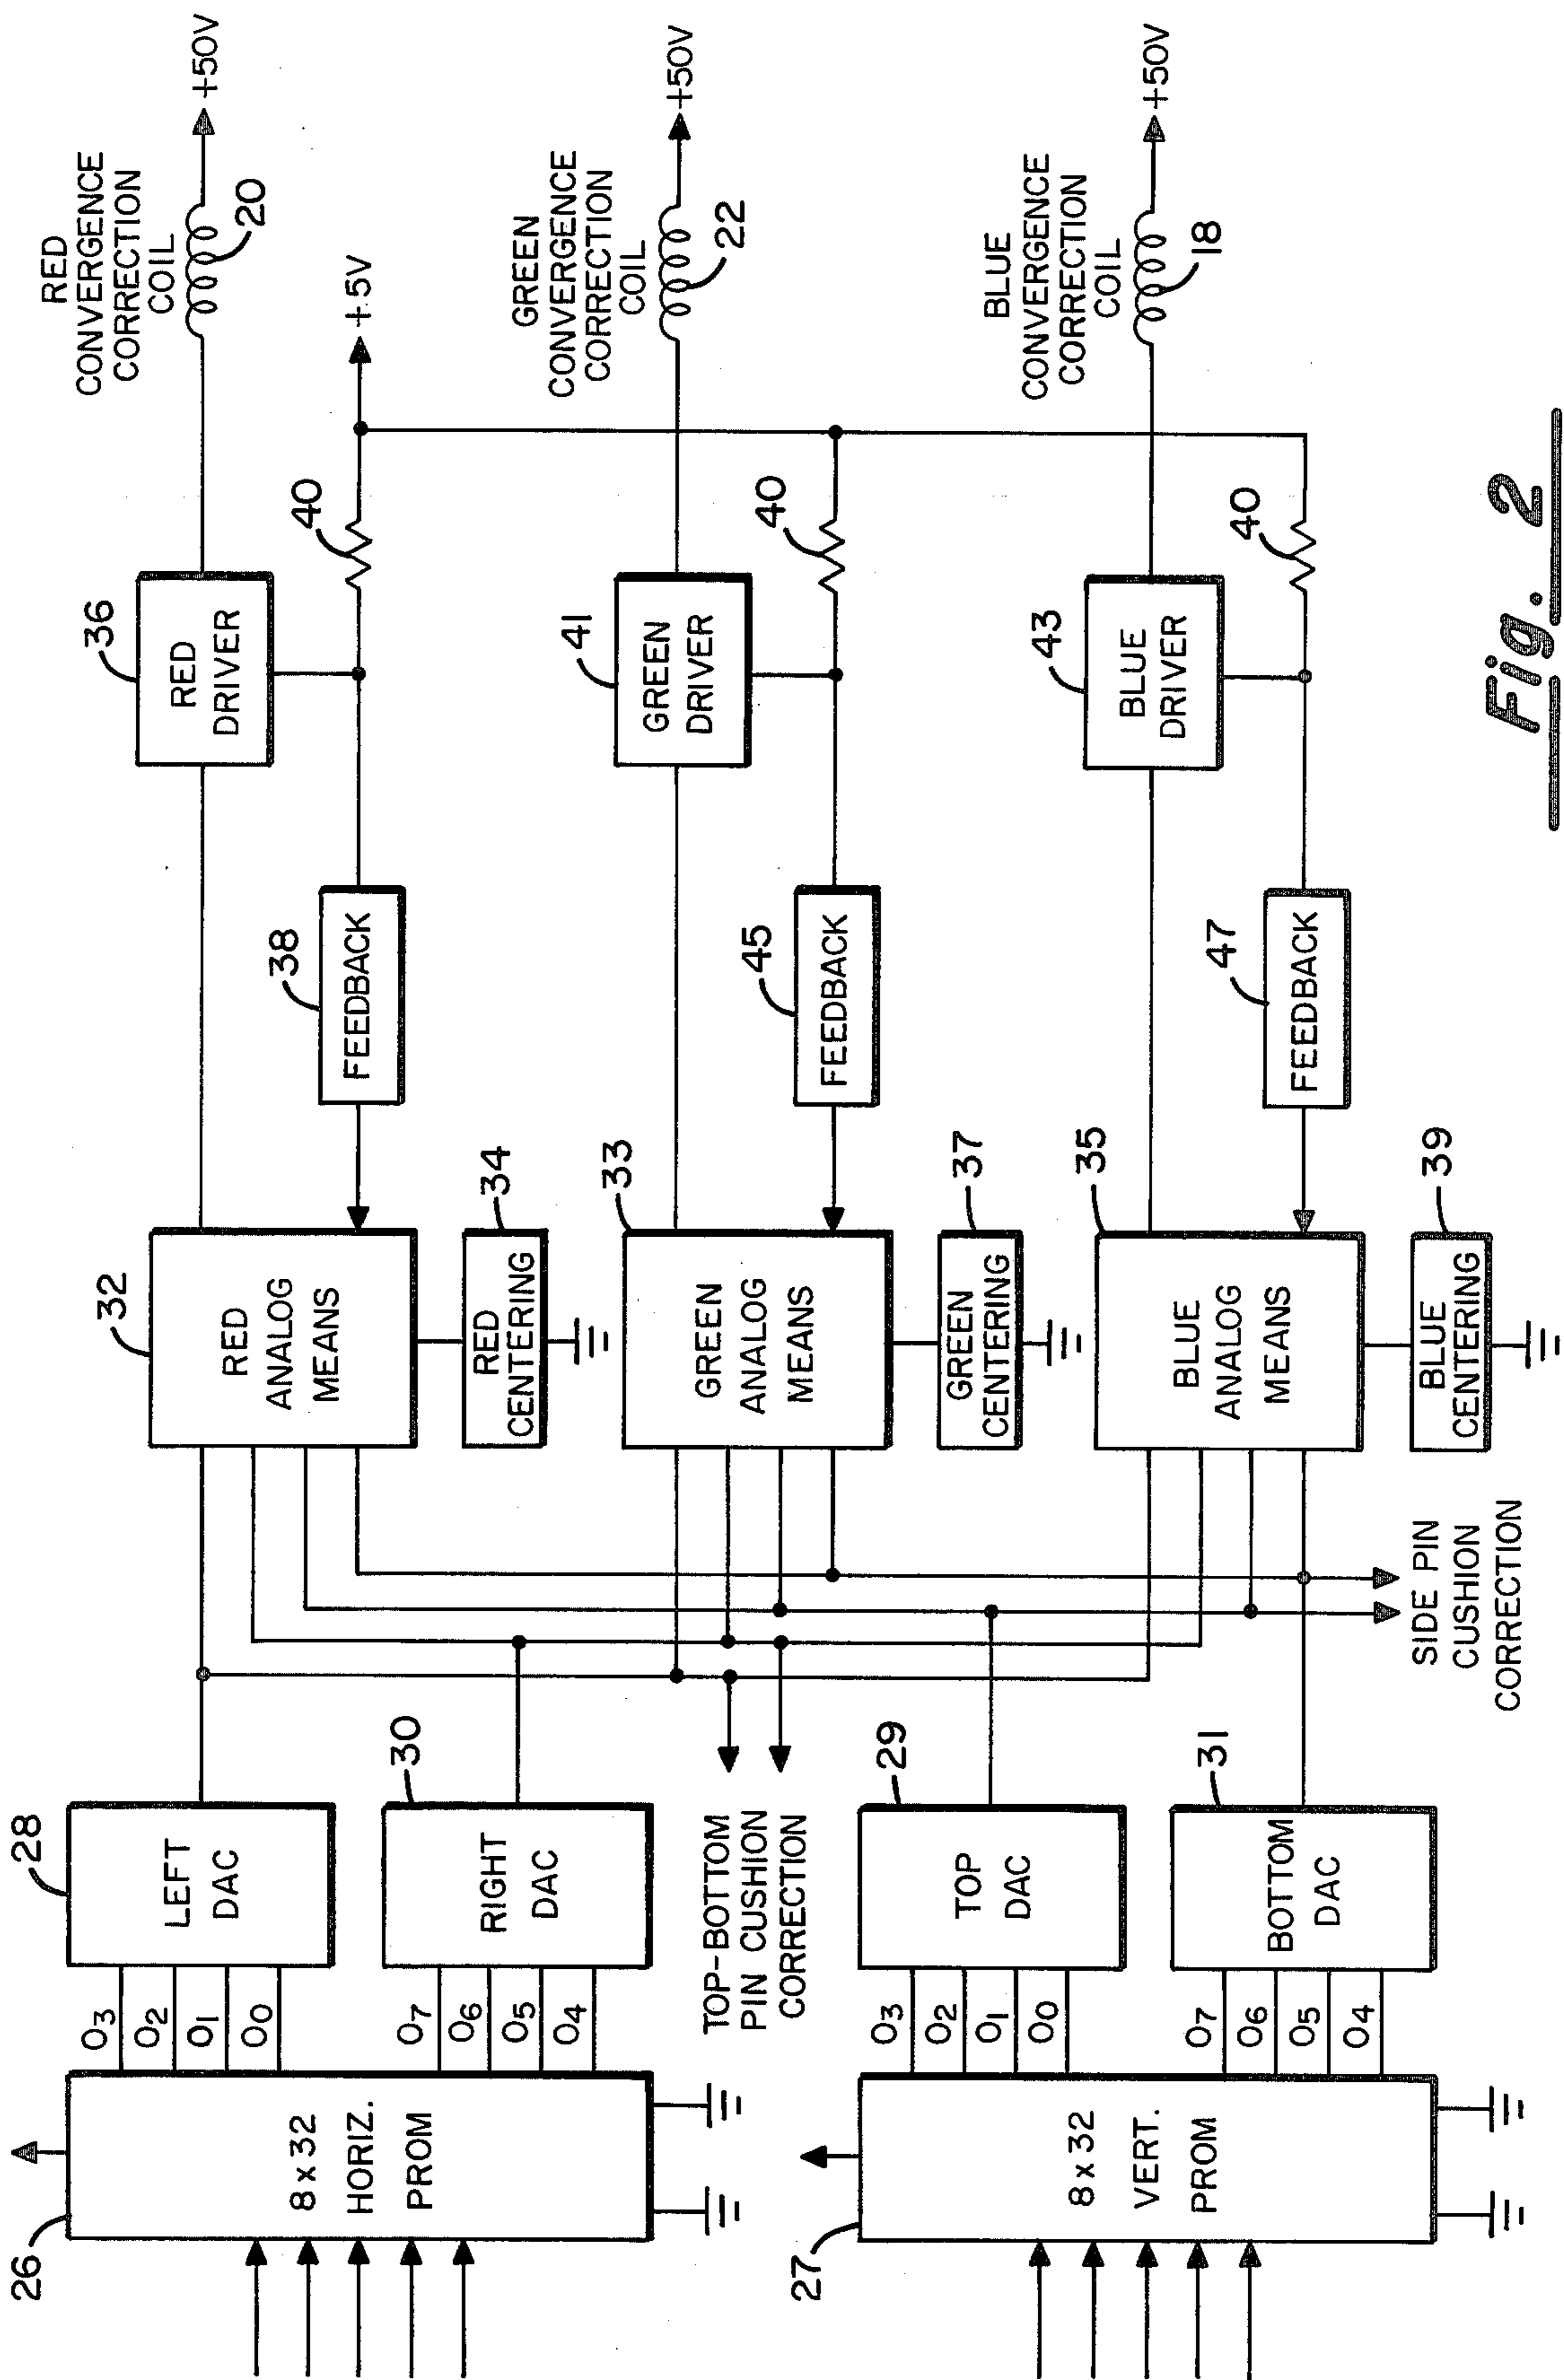 26
8 x 32
HORIZ.
PROM
O3
O2
O1
O0
O7
O6
O5
O4
28
LEFT
DAC
30
RIGHT
DAC
TOP-BOTTOM
PIN CUSHION
CORRECTION
27
8 x 32
VERT.
PROM
O3
O2
O1
O0
O7
O6
O5
O4
29
TOP
DAC
31
BOTTOM
DAC
SIDE PIN
CUSHION
CORRECTION
32
RED
ANALOG
MEANS
34
RED
CENTERING
33
GREEN
ANALOG
MEANS
37
GREEN
CENTERING
35
BLUE
ANALOG
MEANS
39
BLUE
CENTERING
38
FEEDBACK
45
FEEDBACK
47
FEEDBACK
36
RED
DRIVER
40
41
GREEN
DRIVER
40
43
BLUE
DRIVER
40
RED
CONVERGENCE
CORRECTION
COIL
20
+50V
+.5V
GREEN
CONVERGENCE
CORRECTION
COIL
22
+50V
BLUE
CONVERGENCE
CORRECTION
COIL
18
+50V
Fig. 2